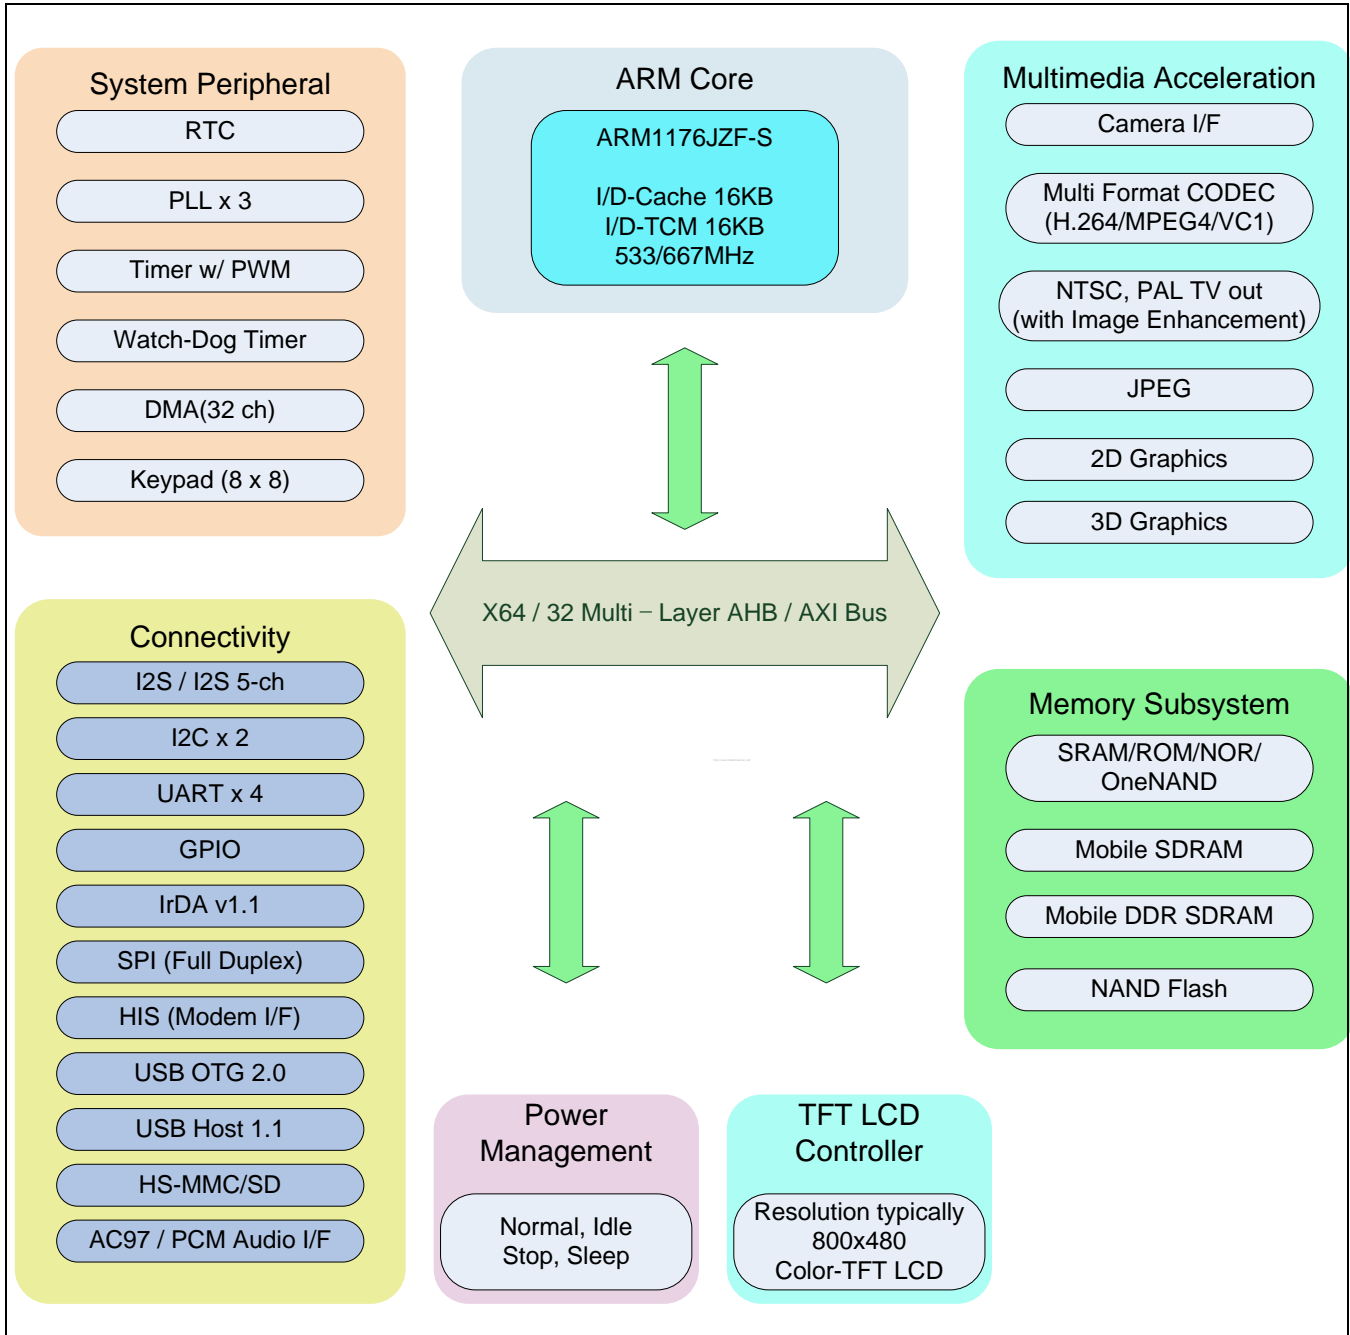 System Peripheral
RTC
PLL x 3
Timer w/ PWM
Watch-Dog Timer
DMA(32 ch)
Keypad (8 x 8)
ARM Core
ARM1176JZF-S
I/D-Cache 16KB
I/D-TCM 16KB
533/667MHz
Multimedia Acceleration
Camera I/F
Multi Format CODEC
(H.264/MPEG4/VC1)
NTSC, PAL TV out
(with Image Enhancement)
JPEG
2D Graphics
3D Graphics
X64 / 32 Multi – Layer AHB / AXI Bus
Connectivity
I2S / I2S 5-ch
I2C x 2
UART x 4
GPIO
IrDA v1.1
SPI (Full Duplex)
HIS (Modem I/F)
USB OTG 2.0
USB Host 1.1
HS-MMC/SD
AC97 / PCM Audio I/F
Memory Subsystem
SRAM/ROM/NOR/
OneNAND
Mobile SDRAM
Mobile DDR SDRAM
NAND Flash
Power
Management
Normal, Idle
Stop, Sleep
TFT LCD
Controller
Resolution typically
800x480
Color-TFT LCD